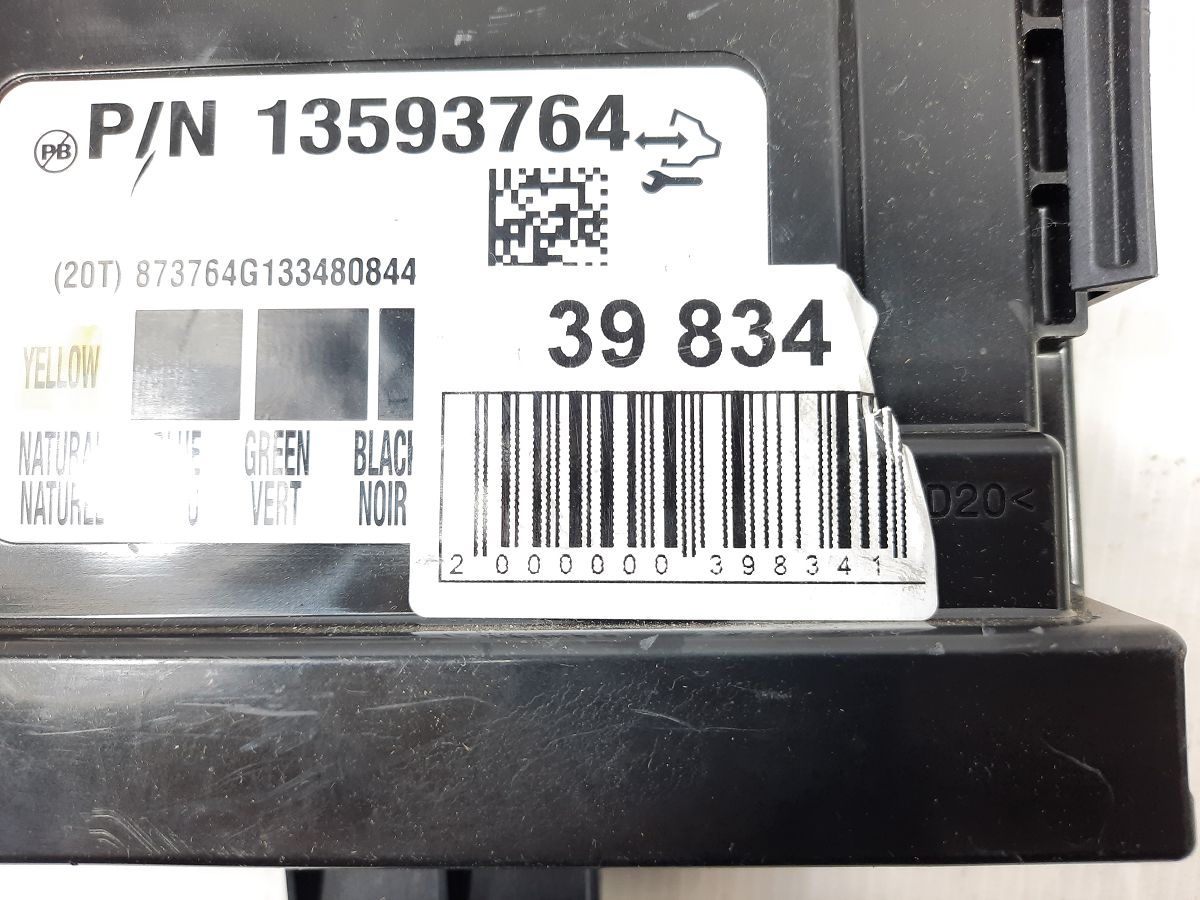 P/N 13593764
PB
(20T) 873764G133480844
39 834
YELLOW
NATURAL GREEN BLACK
NATUREL VERT NOIR
D20<
2 000000 398341